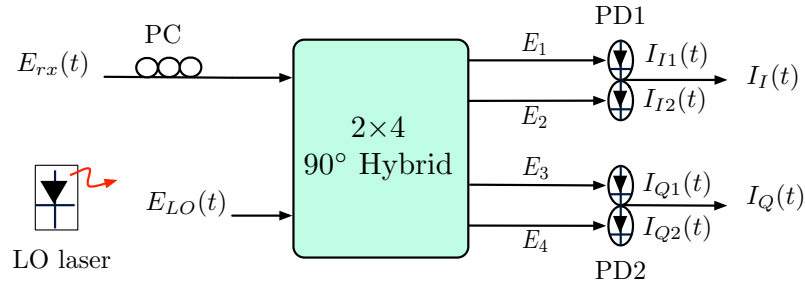 PC
PD1
E_{rx}(t)
E_1
I_{I1}(t)
I_I(t)
I_{I2}(t)
E_2
2×4
90° Hybrid
E_3
I_{Q1}(t)
I_Q(t)
E_{LO}(t)
I_{Q2}(t)
E_4
LO laser
PD2